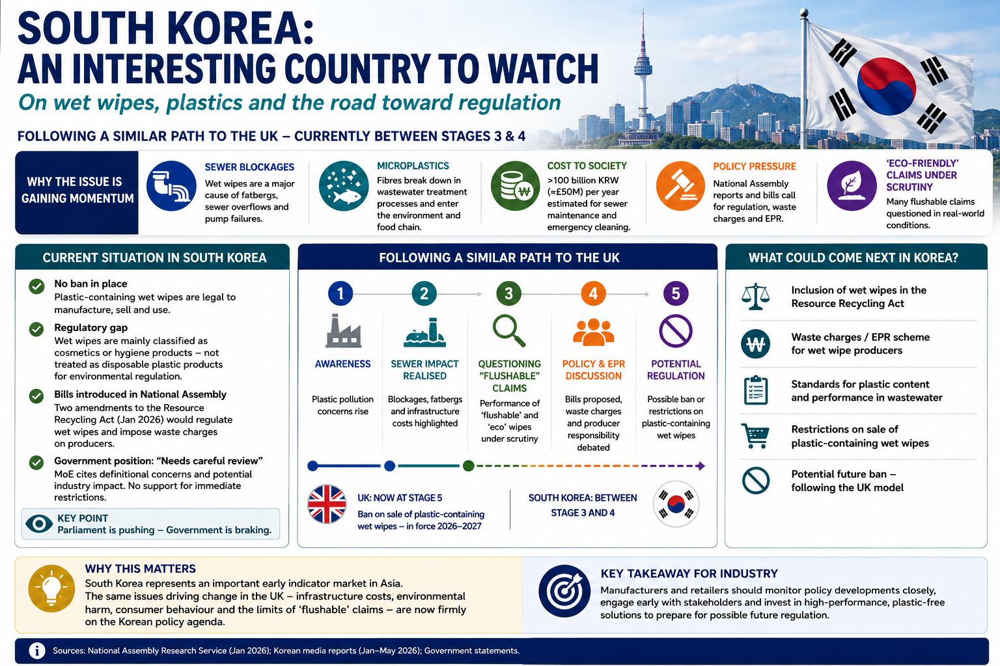 SOUTH KOREA:
AN INTERESTING COUNTRY TO WATCH
On wet wipes, plastics and the road toward regulation
FOLLOWING A SIMILAR PATH TO THE UK – CURRENTLY BETWEEN STAGES 3 & 4
WHY THE ISSUE IS
GAINING MOMENTUM
SEWER BLOCKAGES
Wet wipes are a major
cause of fatbergs,
sewer overflows and
pump failures.
MICROPLASTICS
Fibres break down in
wastewater treatment
processes and enter
the environment and
food chain.
COST TO SOCIETY
>100 billion KRW
(≈£50M) per year
estimated for sewer
maintenance and
emergency cleaning.
₩
POLICY PRESSURE
National Assembly
reports and bills call
for regulation, waste
charges and EPR.
‘ECO-FRIENDLY’
CLAIMS UNDER
SCRUTINY
Many flushable claims
questioned in real-world
conditions.
CURRENT SITUATION IN SOUTH KOREA
No ban in place
Plastic-containing wet wipes are legal to
manufacture, sell and use.
Regulatory gap
Wet wipes are mainly classified as
cosmetics or hygiene products – not
treated as disposable plastic products
for environmental regulation.
Bills introduced in National Assembly
Two amendments to the Resource
Recycling Act (Jan 2026) would regulate
wet wipes and impose waste charges
on producers.
Government position: “Needs careful review”
MoE cites definitional concerns and potential
industry impact. No support for immediate
restrictions.
KEY POINT
Parliament is pushing – Government is braking.
FOLLOWING A SIMILAR PATH TO THE UK
1
AWARENESS
Plastic pollution
concerns rise
2
SEWER IMPACT
REALISED
Blockages, fatbergs
and infrastructure
costs highlighted
3
QUESTIONING
“FLUSHABLE”
CLAIMS
Performance of
‘flushable’ and
‘eco’ wipes
under scrutiny
4
POLICY & EPR
DISCUSSION
Bills proposed,
waste charges
and producer
responsibility
debated
5
POTENTIAL
REGULATION
Possible ban or
restrictions on
plastic-containing
wet wipes
UK: NOW AT STAGE 5
Ban on sale of plastic-containing
wet wipes – in force 2026–2027
SOUTH KOREA: BETWEEN
STAGE 3 AND 4
WHAT COULD COME NEXT IN KOREA?
Inclusion of wet wipes in the
Resource Recycling Act
₩
Waste charges / EPR scheme
for wet wipe producers
Standards for plastic content
and performance in wastewater
Restrictions on sale of
plastic-containing wet wipes
Potential future ban –
following the UK model
WHY THIS MATTERS
South Korea represents an important early indicator market in Asia.
The same issues driving change in the UK – infrastructure costs, environmental
harm, consumer behaviour and the limits of ‘flushable’ claims – are now firmly
on the Korean policy agenda.
KEY TAKEAWAY FOR INDUSTRY
Manufacturers and retailers should monitor policy developments closely,
engage early with stakeholders and invest in high-performance, plastic-free
solutions to prepare for possible future regulation.
Sources: National Assembly Research Service (Jan 2026); Korean media reports (Jan–May 2026); Government statements.